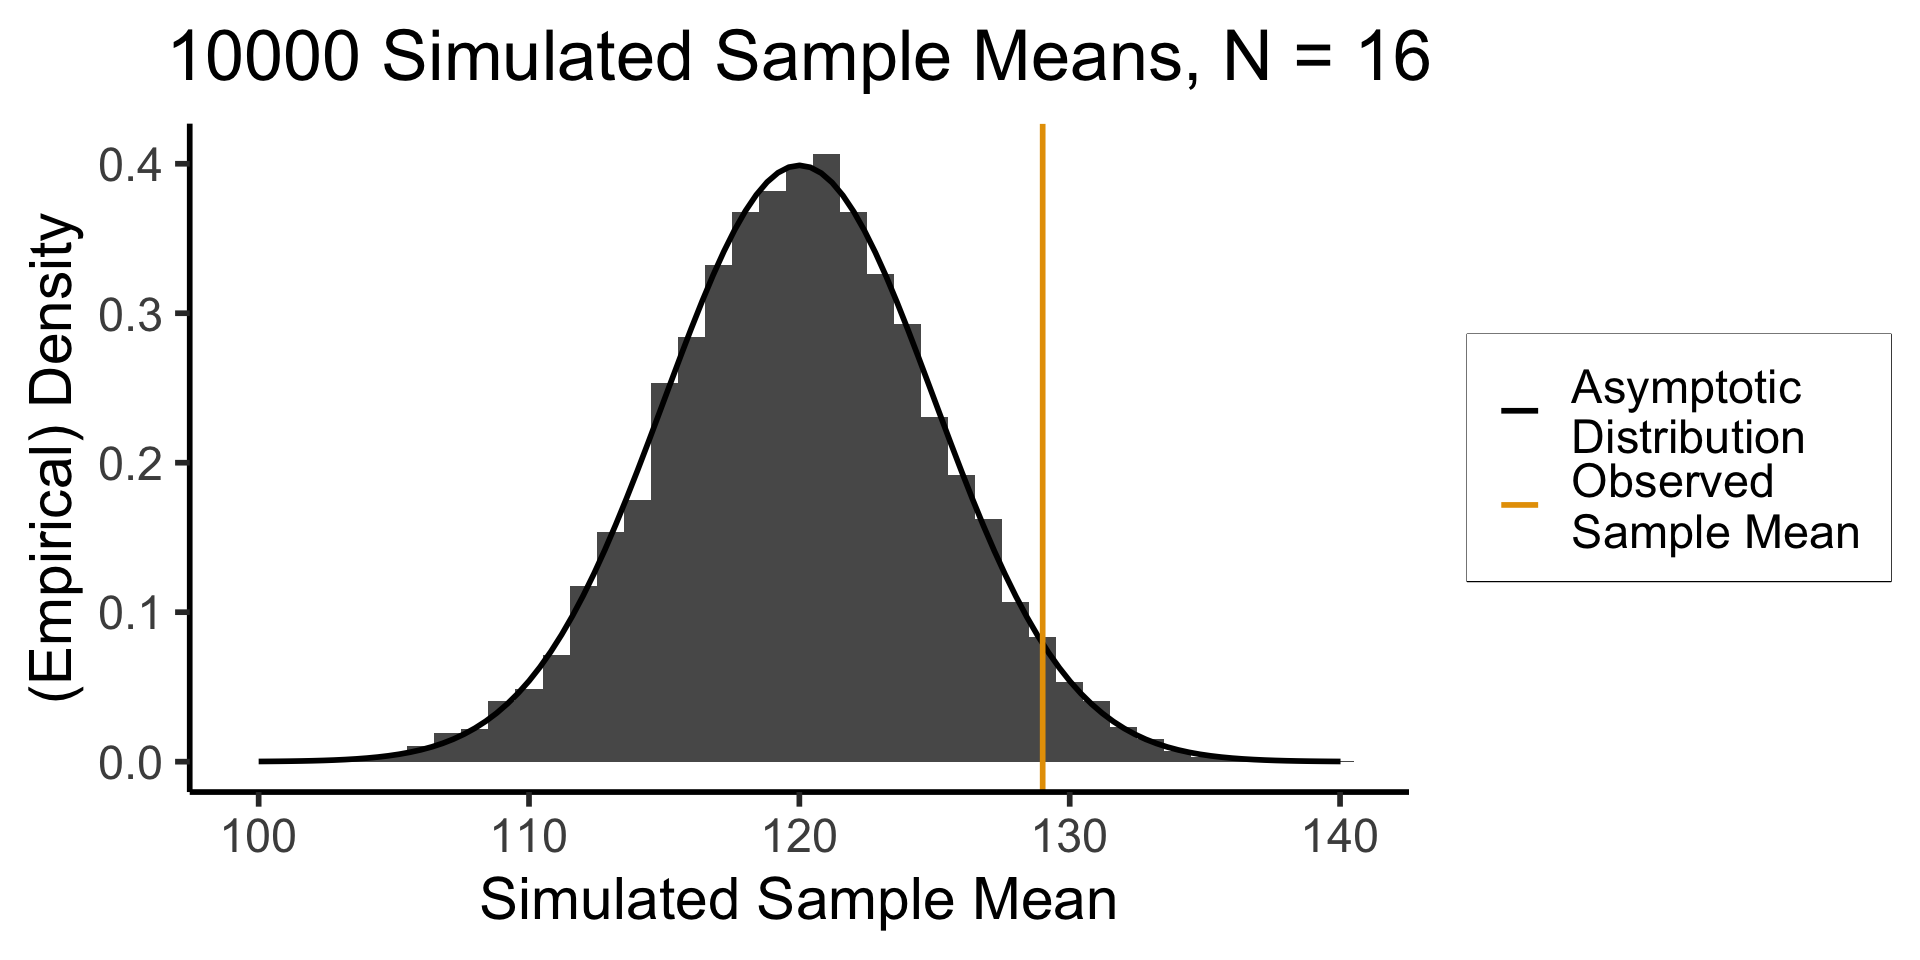 10000 Simulated Sample Means, N = 16
(Empirical) Density
0.4
0.3
0.2
0.1
0.0
100 110 120 130 140
Simulated Sample Mean
Asymptotic
Distribution
Observed
Sample Mean